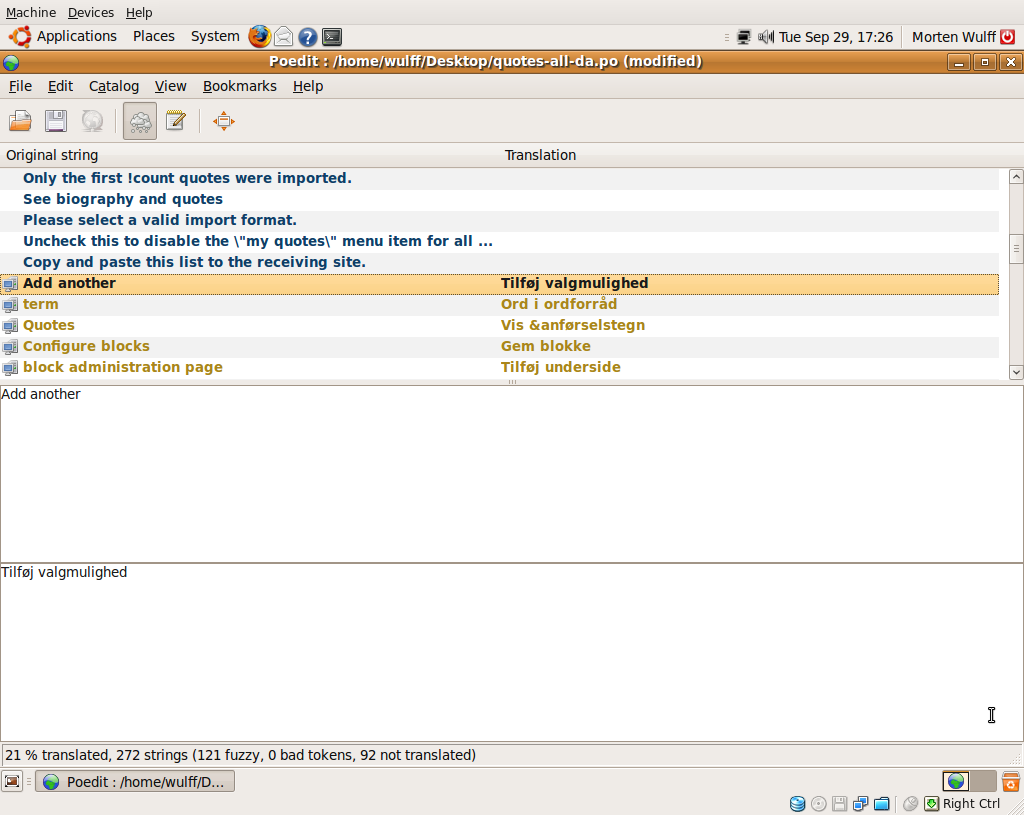 Machine Devices Help
Applications Places System Tue Sep 29, 17:26 Morten Wulff
Poedit : /home/wulff/Desktop/quotes-all-da.po (modified)
File Edit Catalog View Bookmarks Help
Original string Translation
Only the first !count quotes were imported.
See biography and quotes
Please select a valid import format.
Uncheck this to disable the \"my quotes\" menu item for all ...
Copy and paste this list to the receiving site.
Add another Tilføj valgmulighed
term Ord i ordforråd
Quotes Vis &anførselstegn
Configure blocks Gem blokke
block administration page Tilføj underside
Add another
Tilføj valgmulighed
21 % translated, 272 strings (121 fuzzy, 0 bad tokens, 92 not translated)
Poedit : /home/wulff/D...
Right Ctrl